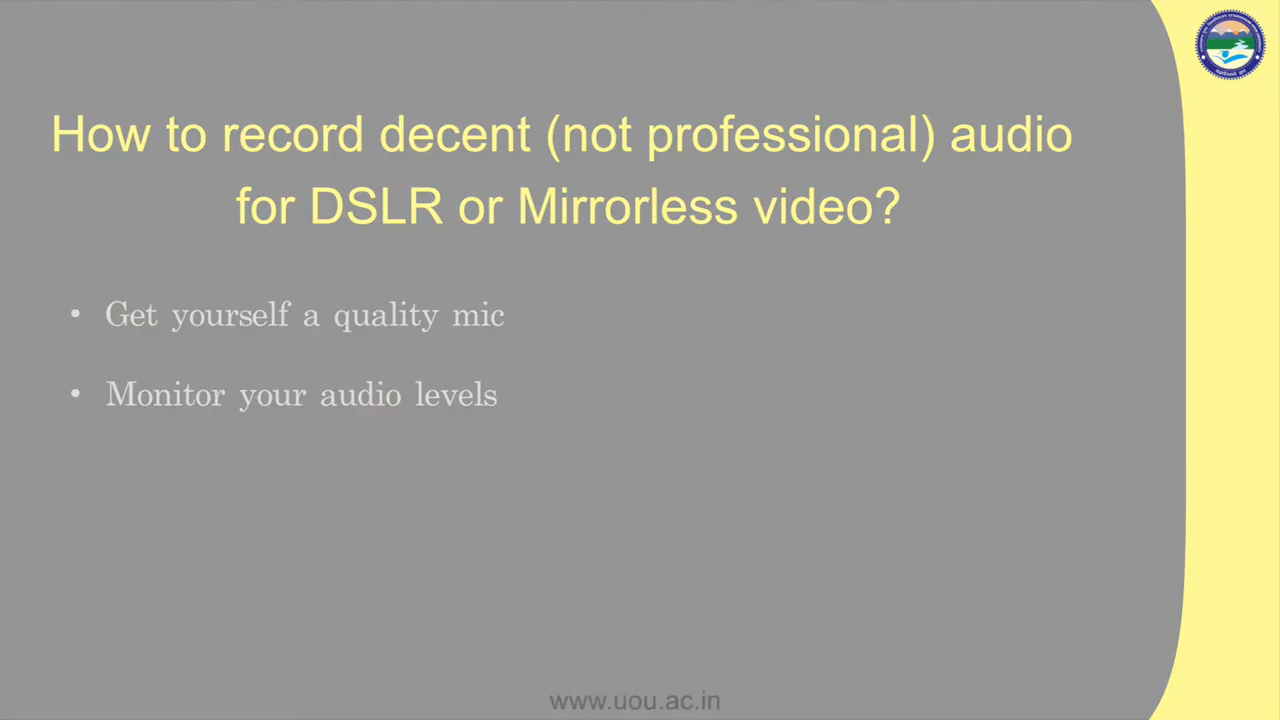 How to record decent (not professional) audio
for DSLR or Mirrorless video?
• Get yourself a quality mic
• Monitor your audio levels
www.uou.ac.in